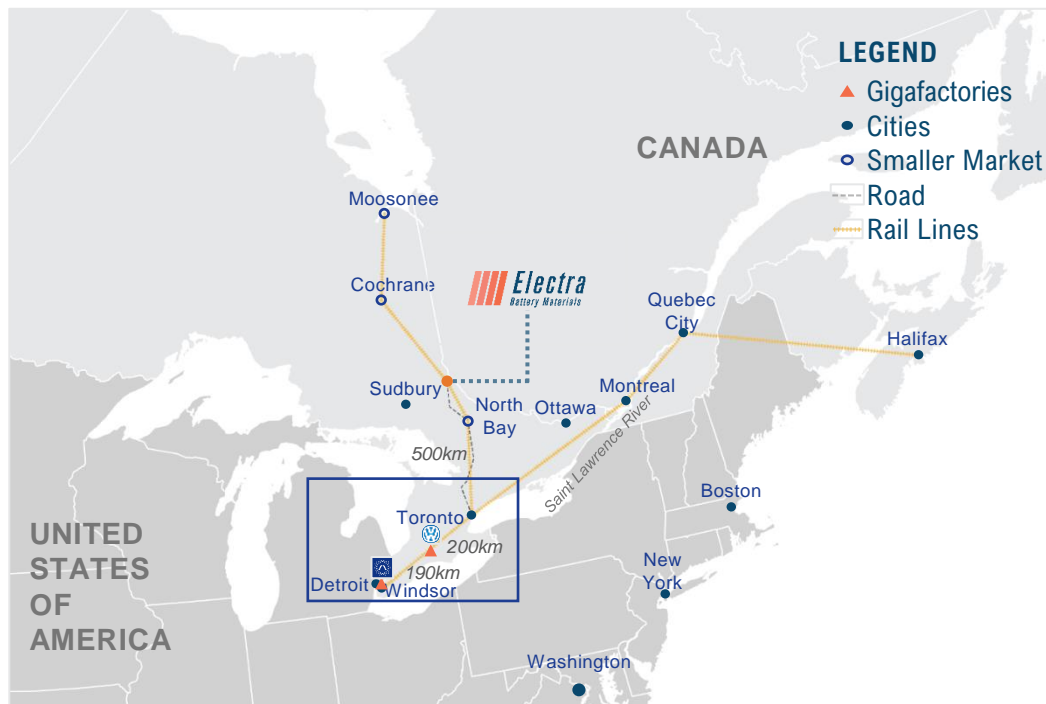 LEGEND
Gigafactories
Cities
Smaller Market
Road
Rail Lines
CANADA
Moosonee
Cochrane
Electra
Battery Materials
Quebec
City
Halifax
Sudbury
North
Bay
Ottawa
Montreal
500km
Saint Lawrence River
Boston
Toronto
UNITED
STATES
OF
AMERICA
200km
190km
Detroit
Windsor
New
York
Washington